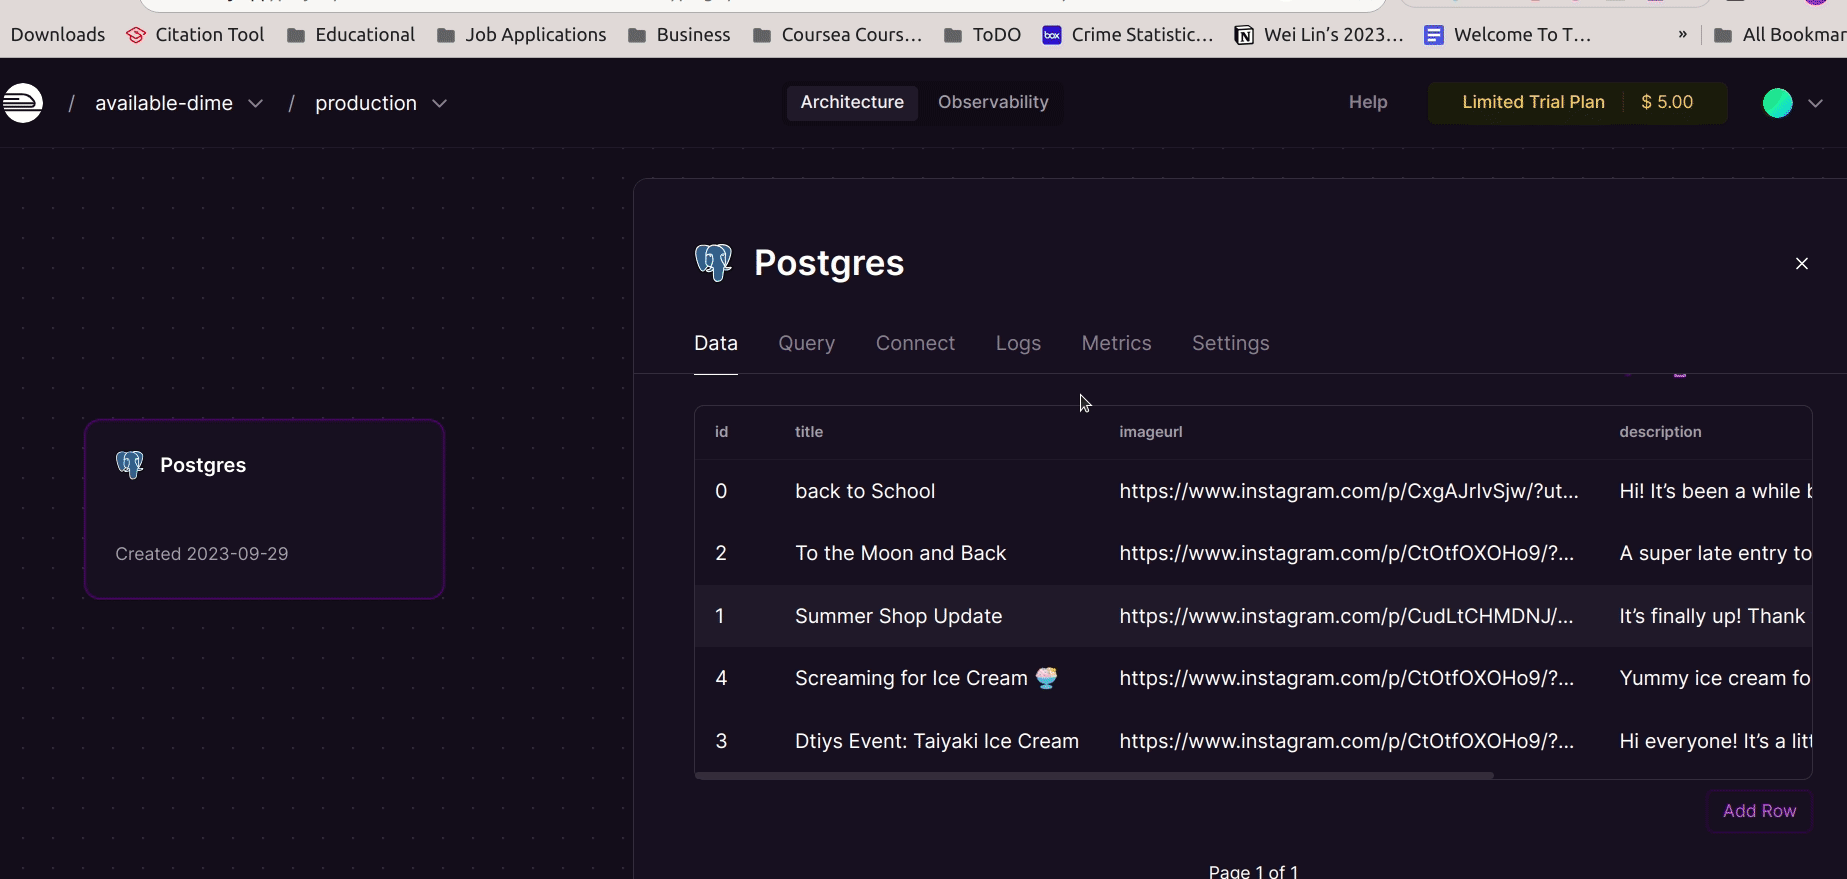 Downloads Citation Tool Educational Job Applications Business Coursea Cours... ToDO box Crime Statistic... Wei Lin's 2023... Welcome To T... » All Bookmar
/ available-dime / production Architecture Observability Help Limited Trial Plan $ 5.00
Postgres
Data Query Connect Logs Metrics Settings
Postgres
Created 2023-09-29
id title imageurl description
0 back to School https://www.instagram.com/p/CxgAJrIvSjw/?ut... Hi! It's been a while
2 To the Moon and Back https://www.instagram.com/p/CtOtfOXOHo9/?... A super late entry to
1 Summer Shop Update https://www.instagram.com/p/CudLtCHMDNJ/... It's finally up! Thank
4 Screaming for Ice Cream 🍧 https://www.instagram.com/p/CtOtfOXOHo9/?... Yummy ice cream fo
3 Dtiys Event: Taiyaki Ice Cream https://www.instagram.com/p/CtOtfOXOHo9/?... Hi everyone! It's a litt
Add Row
Page 1 of 1